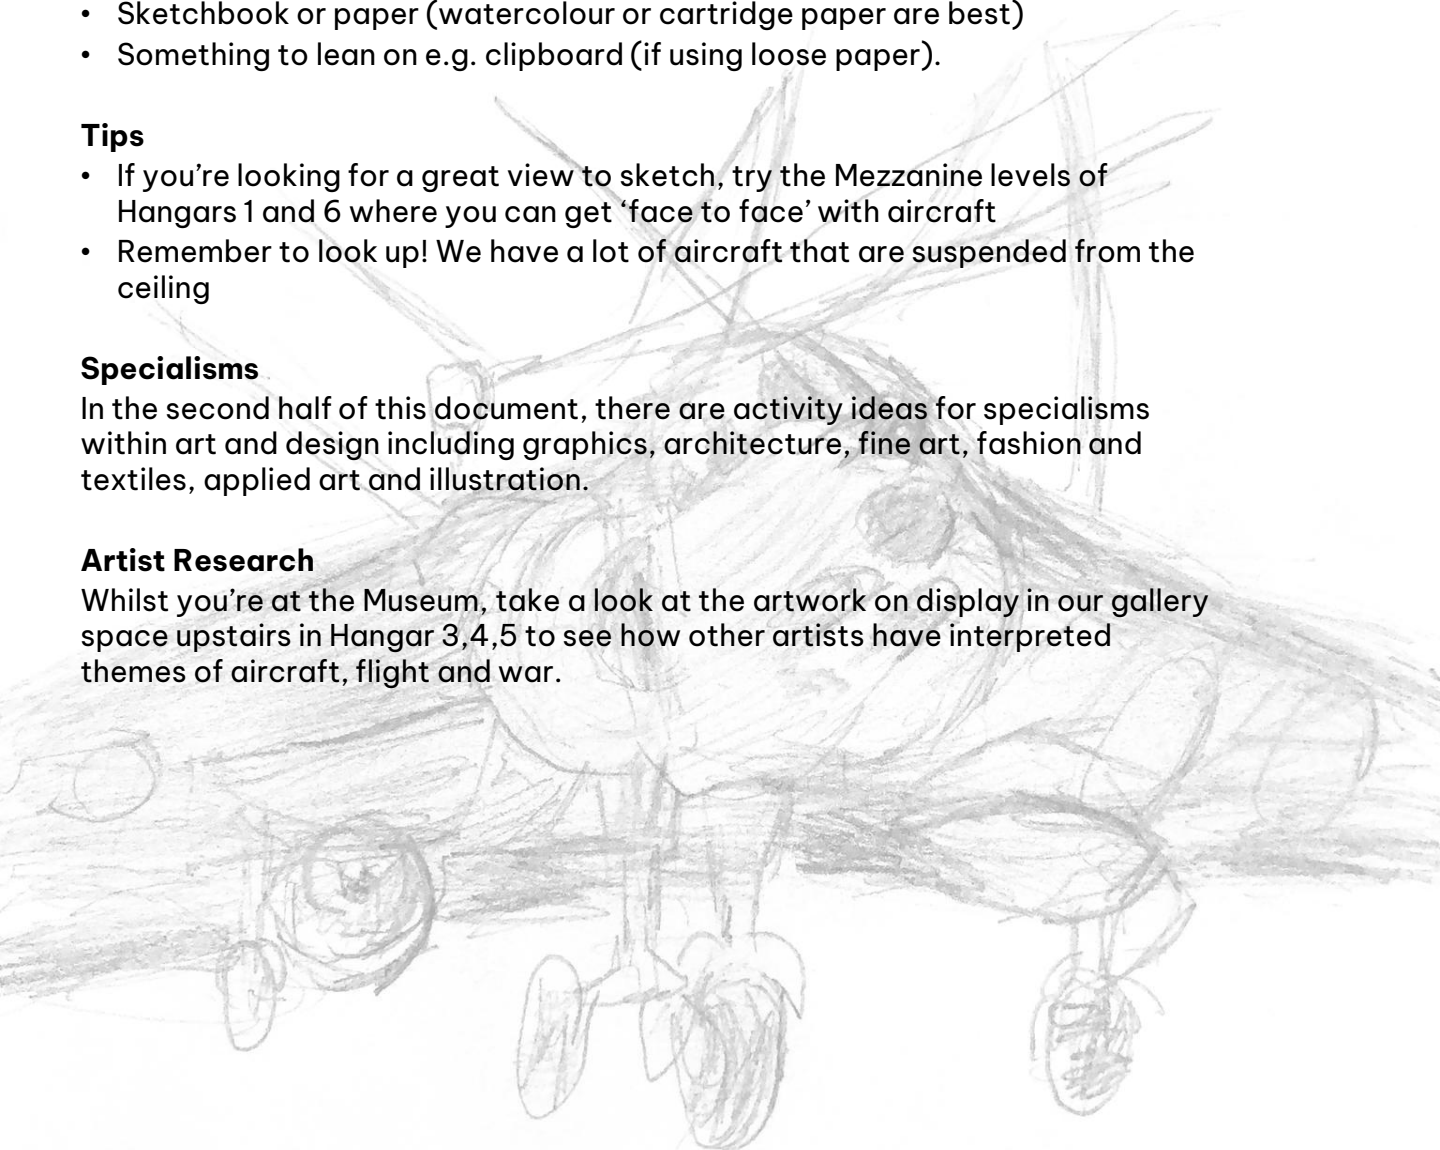 • Sketchbook or paper (watercolour or cartridge paper are best)
• Something to lean on e.g. clipboard (if using loose paper).
Tips
• If you’re looking for a great view to sketch, try the Mezzanine levels of
Hangars 1 and 6 where you can get ‘face to face’ with aircraft
• Remember to look up! We have a lot of aircraft that are suspended from the
ceiling
Specialisms
In the second half of this document, there are activity ideas for specialisms
within art and design including graphics, architecture, fine art, fashion and
textiles, applied art and illustration.
Artist Research
Whilst you’re at the Museum, take a look at the artwork on display in our gallery
space upstairs in Hangar 3,4,5 to see how other artists have interpreted
themes of aircraft, flight and war.